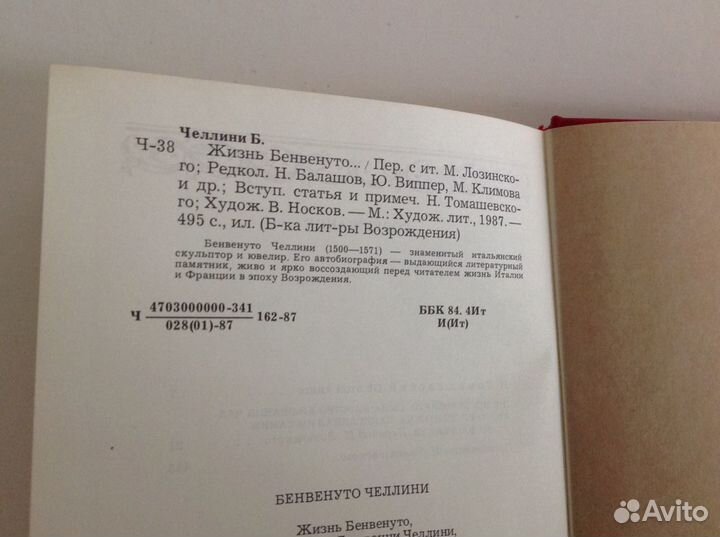 Челлини Б.
Ч-38 Жизнь Бенвенуто... / Пер. с ит. М. Лозинско-
го; Редкол. Н. Балашов, Ю. Виппер, М. Климова
и др.; Вступ. статья и примеч. Н. Томашевско-
го; Худож. В. Носков. — М.: Худож. лит., 1987. —
495 с., ил. (Б-ка лит-ры Возрождения)
Бенвенуто Челлини (1500—1571) — знаменитый итальянский
скульптор и ювелир. Его автобиография — выдающийся литературный
памятник, живо и ярко воссоздающий перед читателем жизнь Италии
и Франции в эпоху Возрождения.
Ч 4703000000-341 162-87
028(01)-87
ББК 84. 4Ит
И(Ит)
БЕНВЕНУТО ЧЕЛЛИНИ
Жизнь Бенвенуто,
Челлини,
Avito